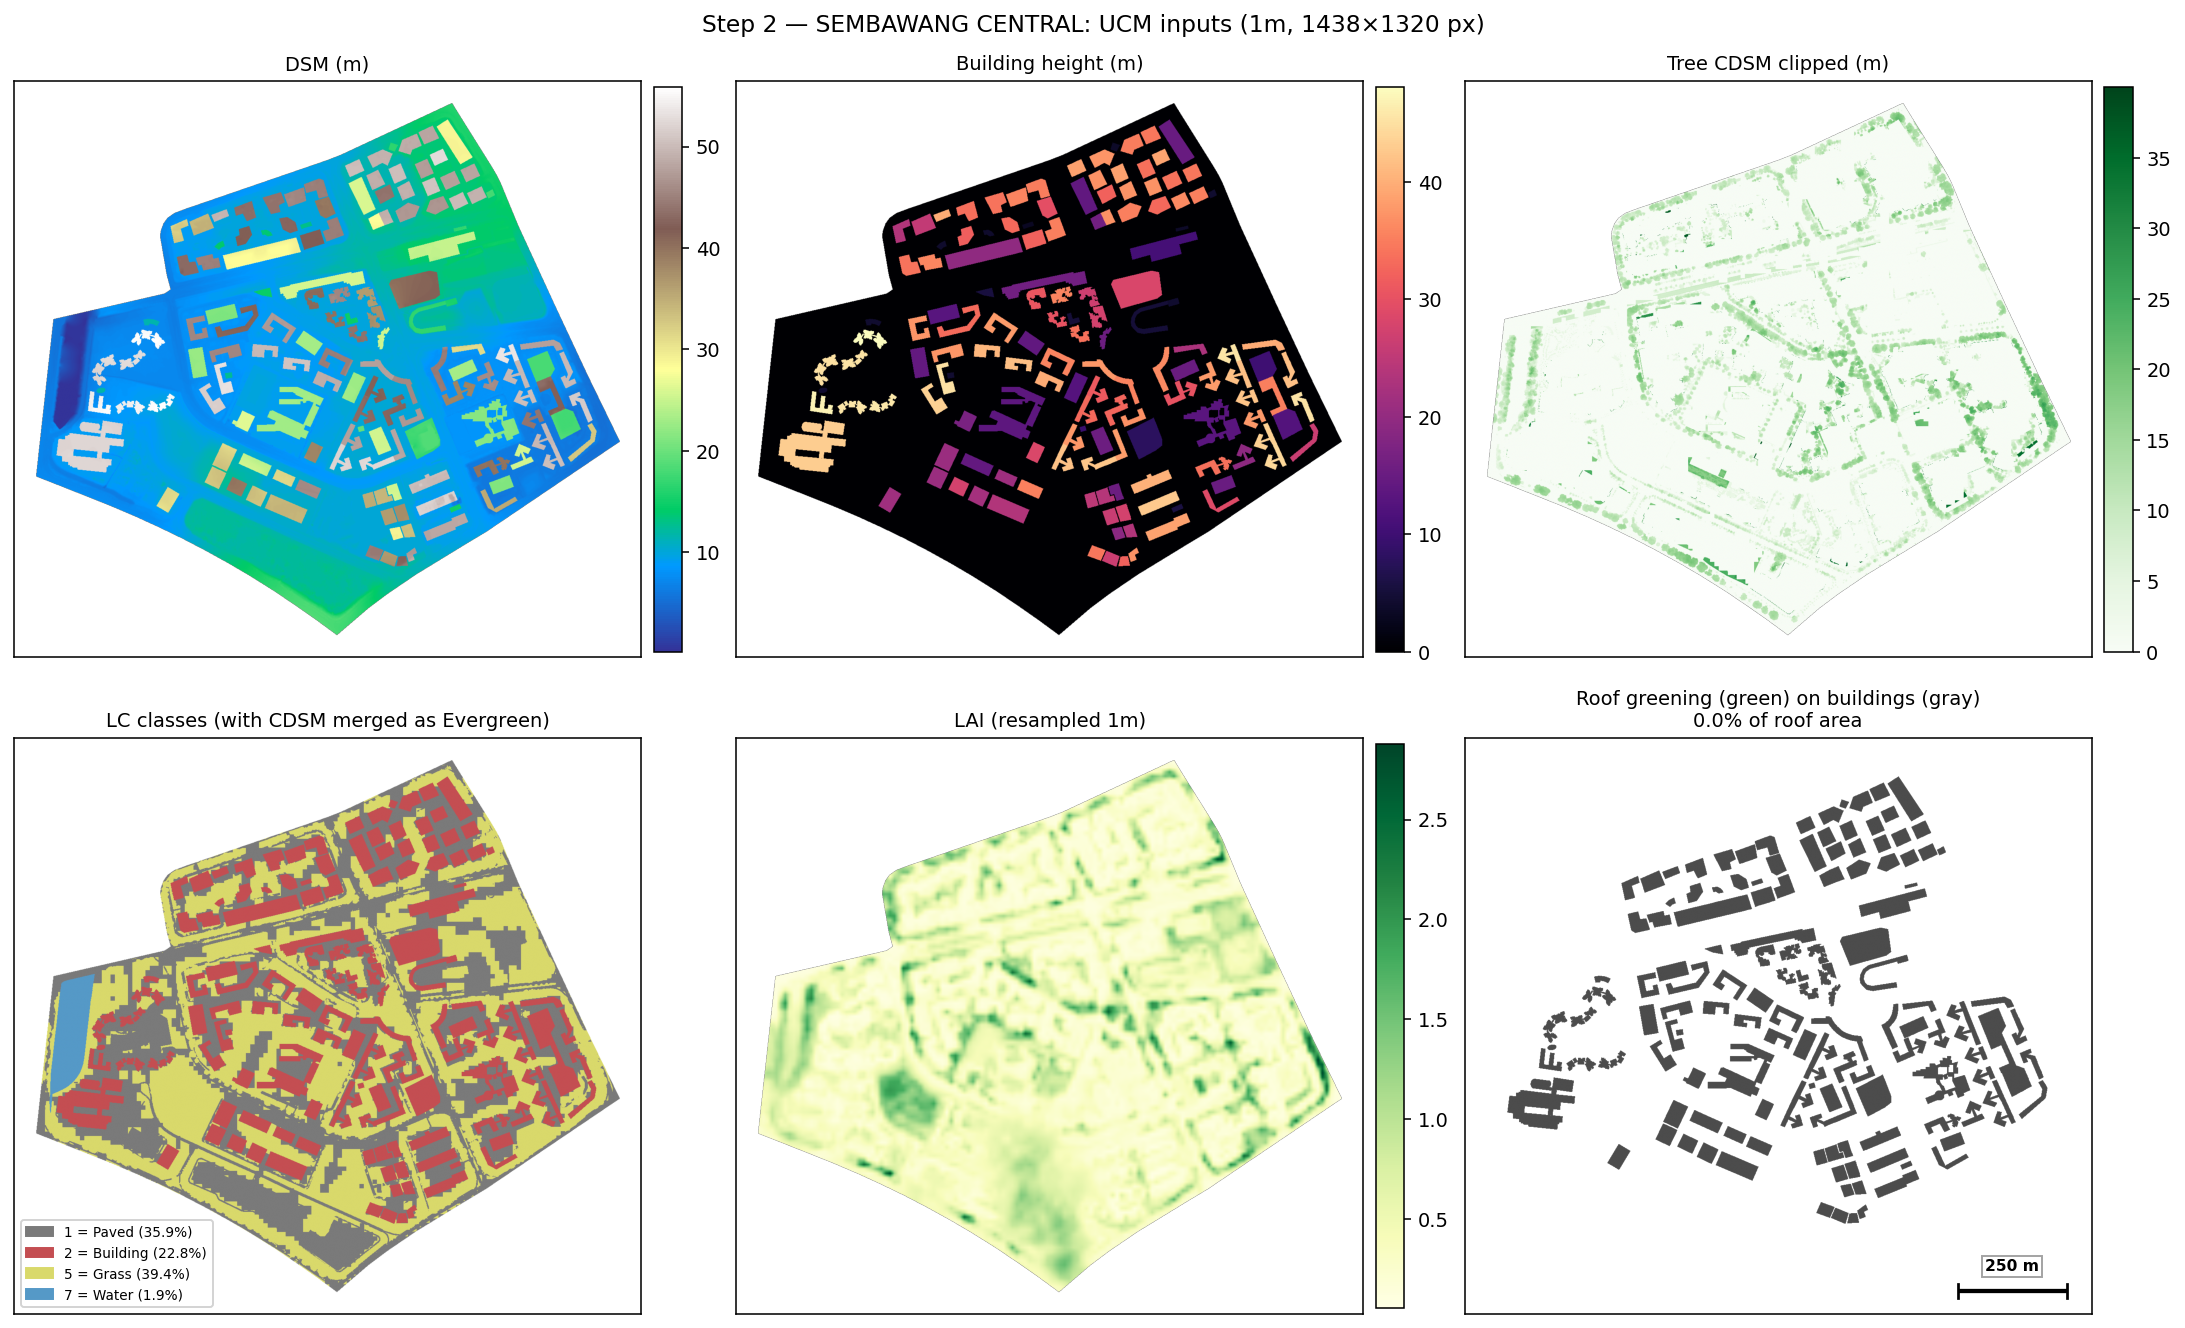 Step 2 — SEMBAWANG CENTRAL: UCM inputs (1m, 1438×1320 px)
DSM (m)
50
40
30
20
10
Building height (m)
40
30
20
10
0
Tree CDSM clipped (m)
35
30
25
20
15
10
5
0
LC classes (with CDSM merged as Evergreen)
1 = Paved (35.9%)
2 = Building (22.8%)
5 = Grass (39.4%)
7 = Water (1.9%)
LAI (resampled 1m)
2.5
2.0
1.5
1.0
0.5
Roof greening (green) on buildings (gray)
0.0% of roof area
250 m